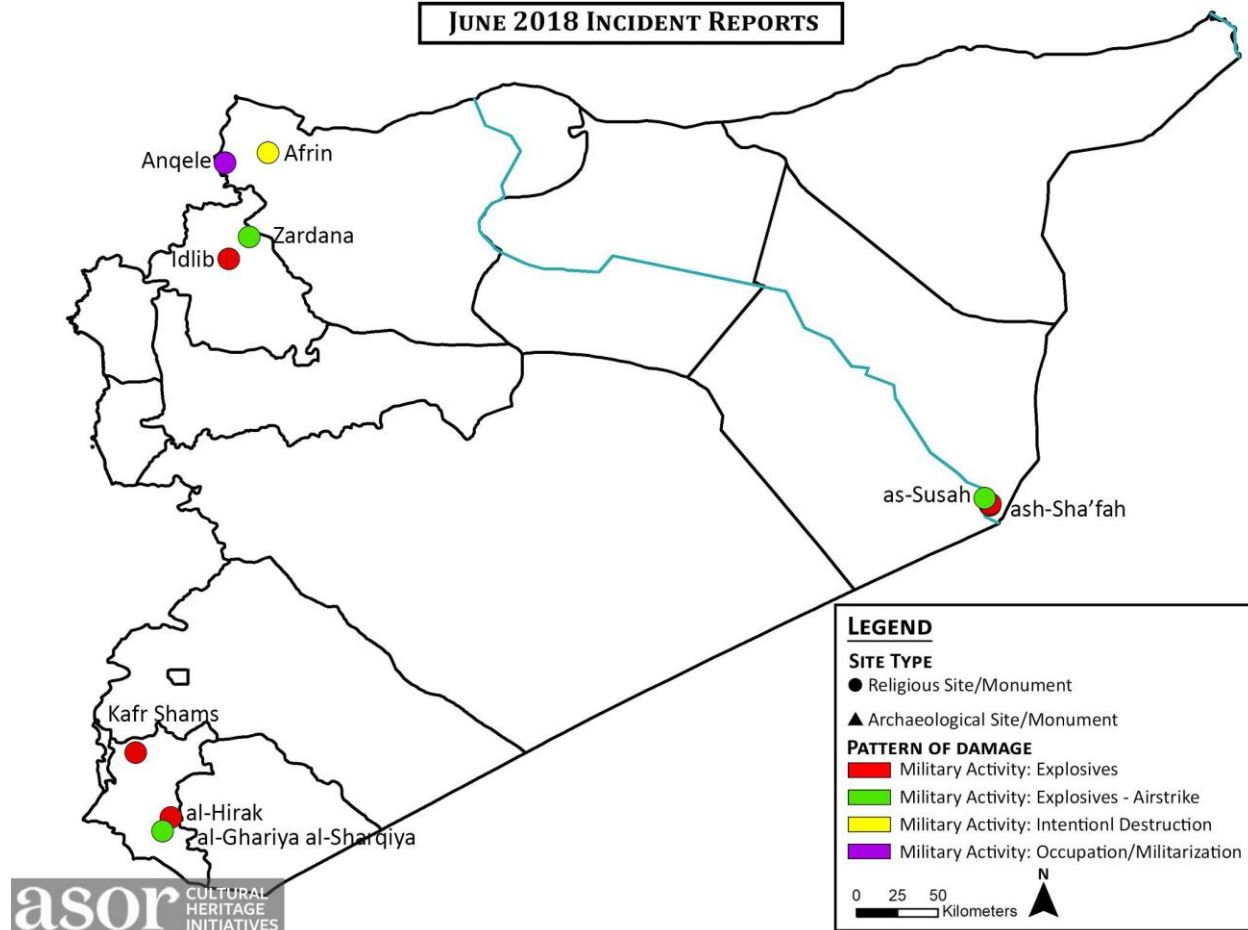 JUNE 2018 INCIDENT REPORTS
Anqele
Afrin
Zardana
Idlib
as-Susah
ash-Sha'fah
Kafr Shams
al-Hirak
al-Ghariya al-Sharqiya
LEGEND
SITE TYPE
Religious Site/Monument
Archaeological Site/Monument
PATTERN OF DAMAGE
Military Activity: Explosives
Military Activity: Explosives - Airstrike
Military Activity: Intentionl Destruction
Military Activity: Occupation/Militarization
N
0 25 50
Kilometers
asor CULTURAL
HERITAGE
INITIATIVES